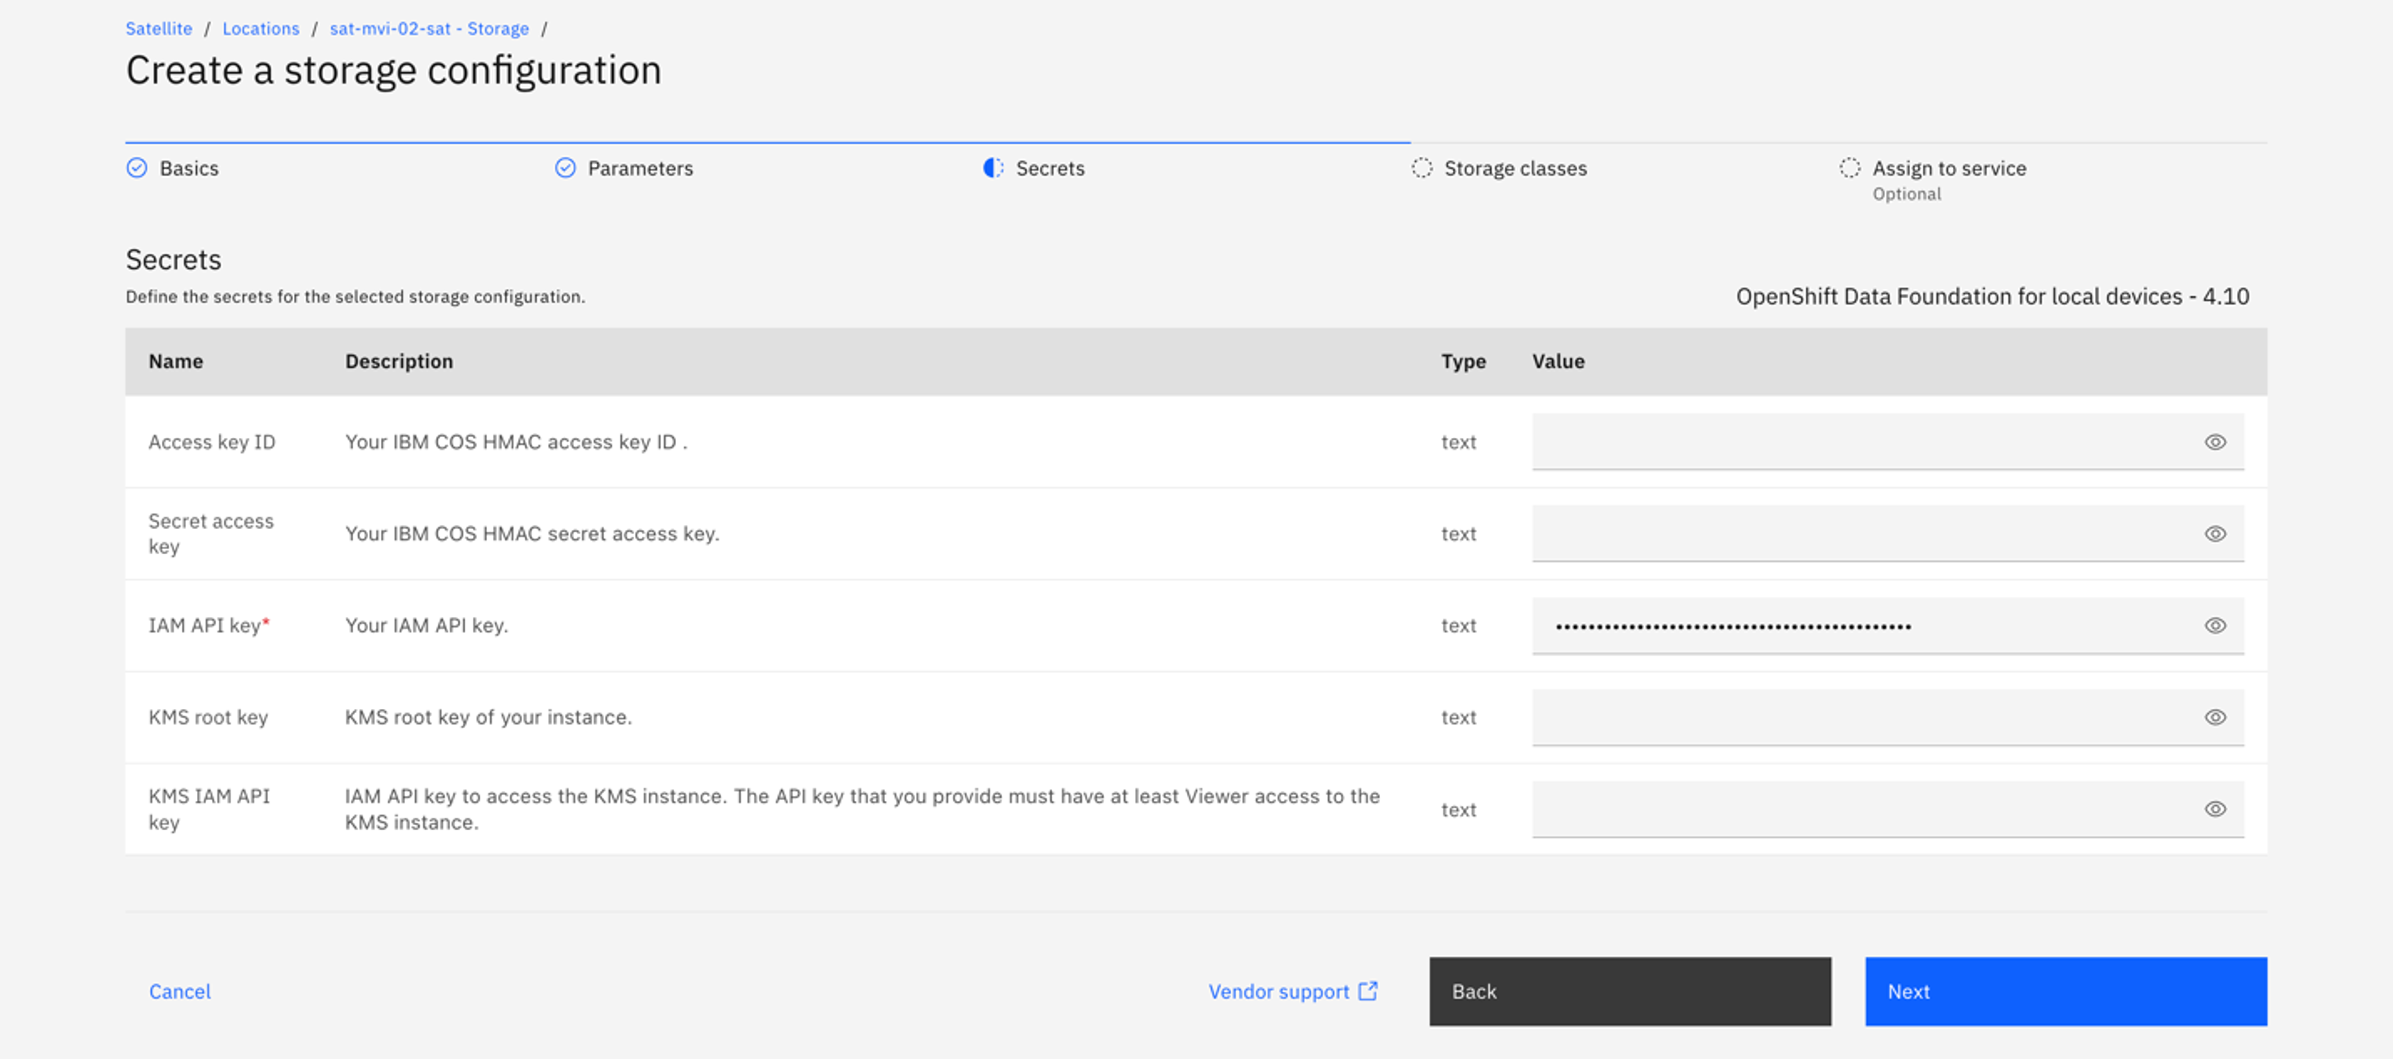 Satellite / Locations / sat-mvi-02-sat - Storage /
Create a storage configuration
Basics
Parameters
Secrets
Storage classes
Assign to service
Optional
Secrets
Define the secrets for the selected storage configuration.
OpenShift Data Foundation for local devices - 4.10
Name Description Type Value
Access key ID Your IBM COS HMAC access key ID . text
Secret access
key
Your IBM COS HMAC secret access key. text
IAM API key* Your IAM API key. text ••••••••••••••••••••••••••••••••••••••••••••
KMS root key KMS root key of your instance. text
KMS IAM API
key
IAM API key to access the KMS instance. The API key that you provide must have at least Viewer access to the
KMS instance.
text
Cancel Vendor support Back Next